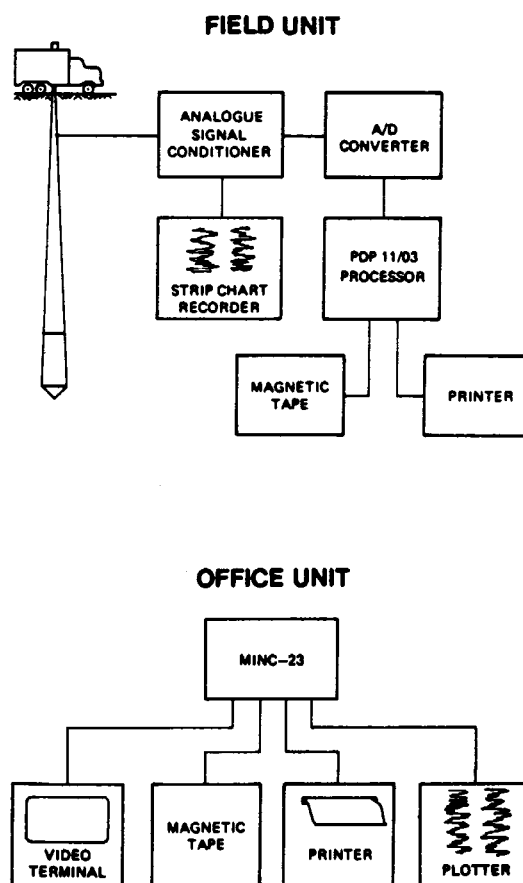 FIELD UNIT
ANALOGUE
SIGNAL
CONDITIONER
A/D
CONVERTER
STRIP CHART
RECORDER
PDP 11/03
PROCESSOR
MAGNETIC
TAPE
PRINTER
OFFICE UNIT
MINC–23
VIDEO
TERMINAL
MAGNETIC
TAPE
PRINTER
PLOTTER